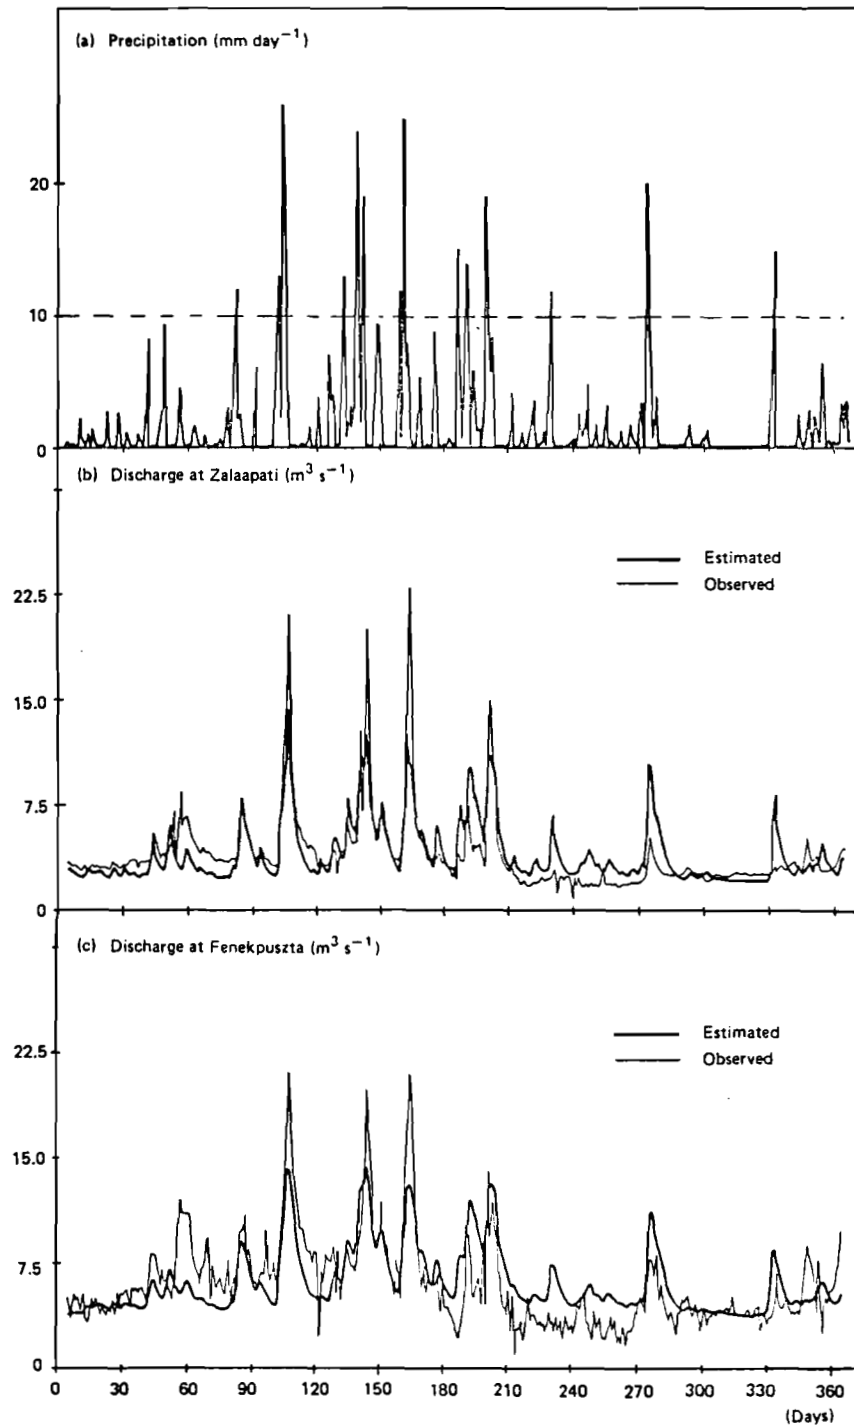 (a) Precipitation (mm day⁻¹)
20
10
0
(b) Discharge at Zalaapati (m³ s⁻¹)
Estimated
Observed
22.5
15.0
7.5
0
(c) Discharge at Fenekpuszta (m³ s⁻¹)
Estimated
Observed
22.5
15.0
7.5
0
0 30 60 90 120 150 180 210 240 270 300 330 360
(Days)